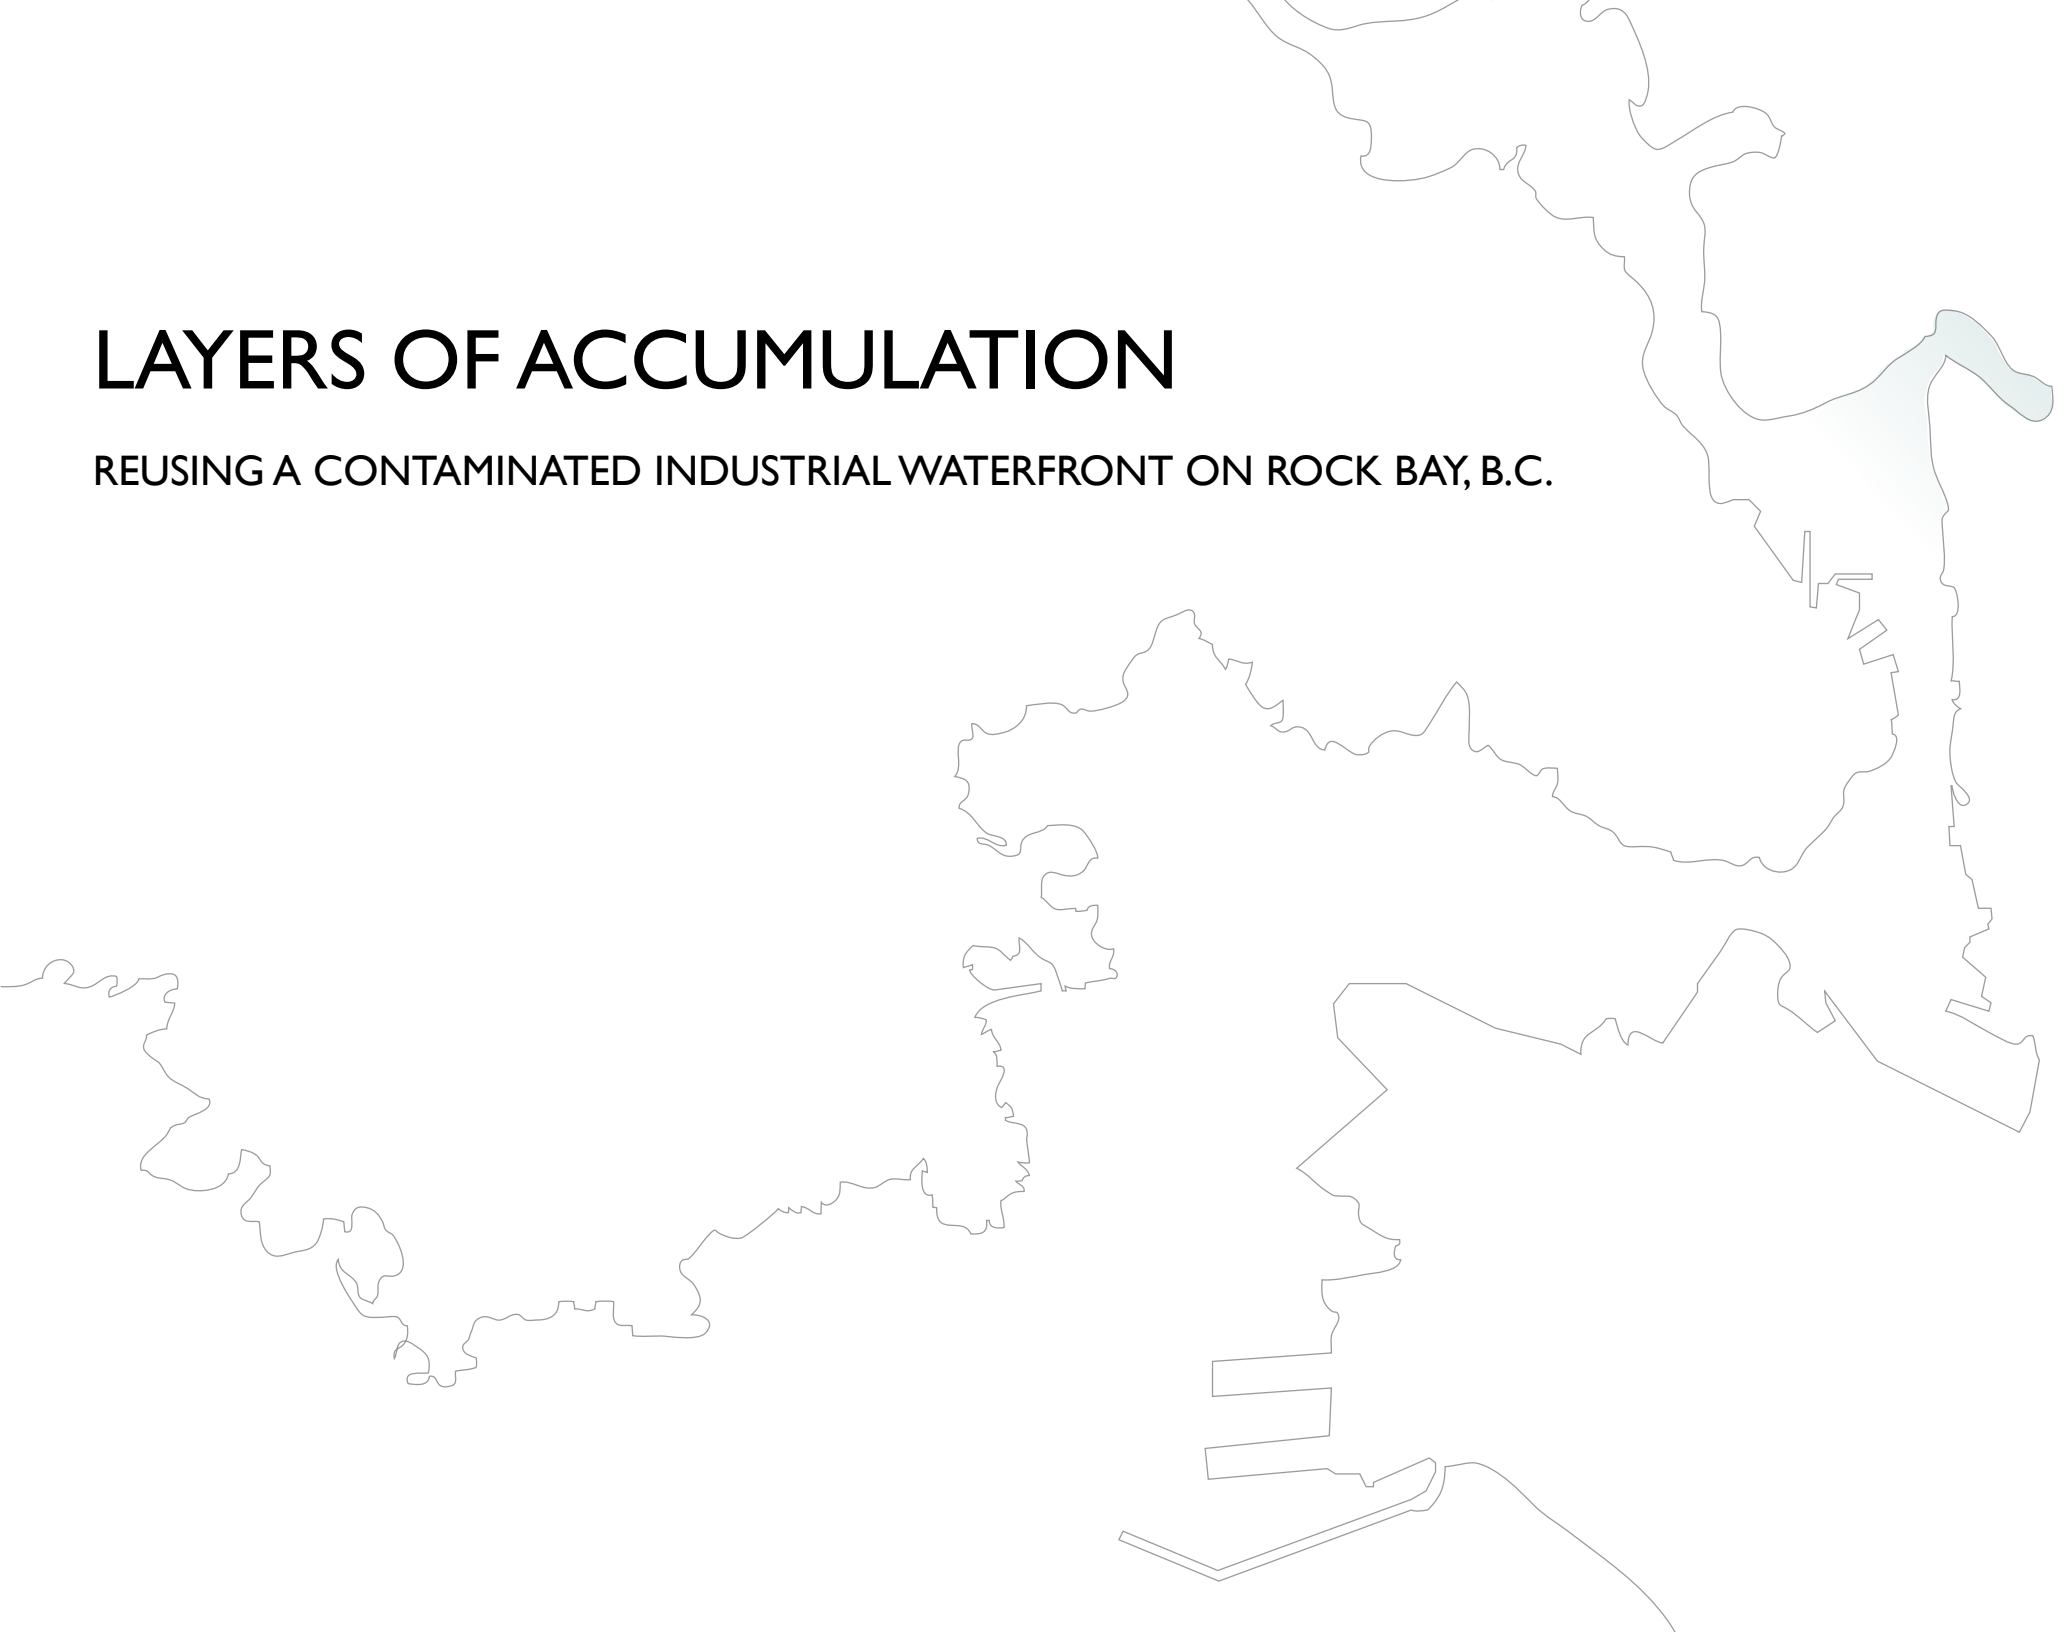 LAYERS OF ACCUMULATION
REUSING A CONTAMINATED INDUSTRIAL WATERFRONT ON ROCK BAY, B.C.